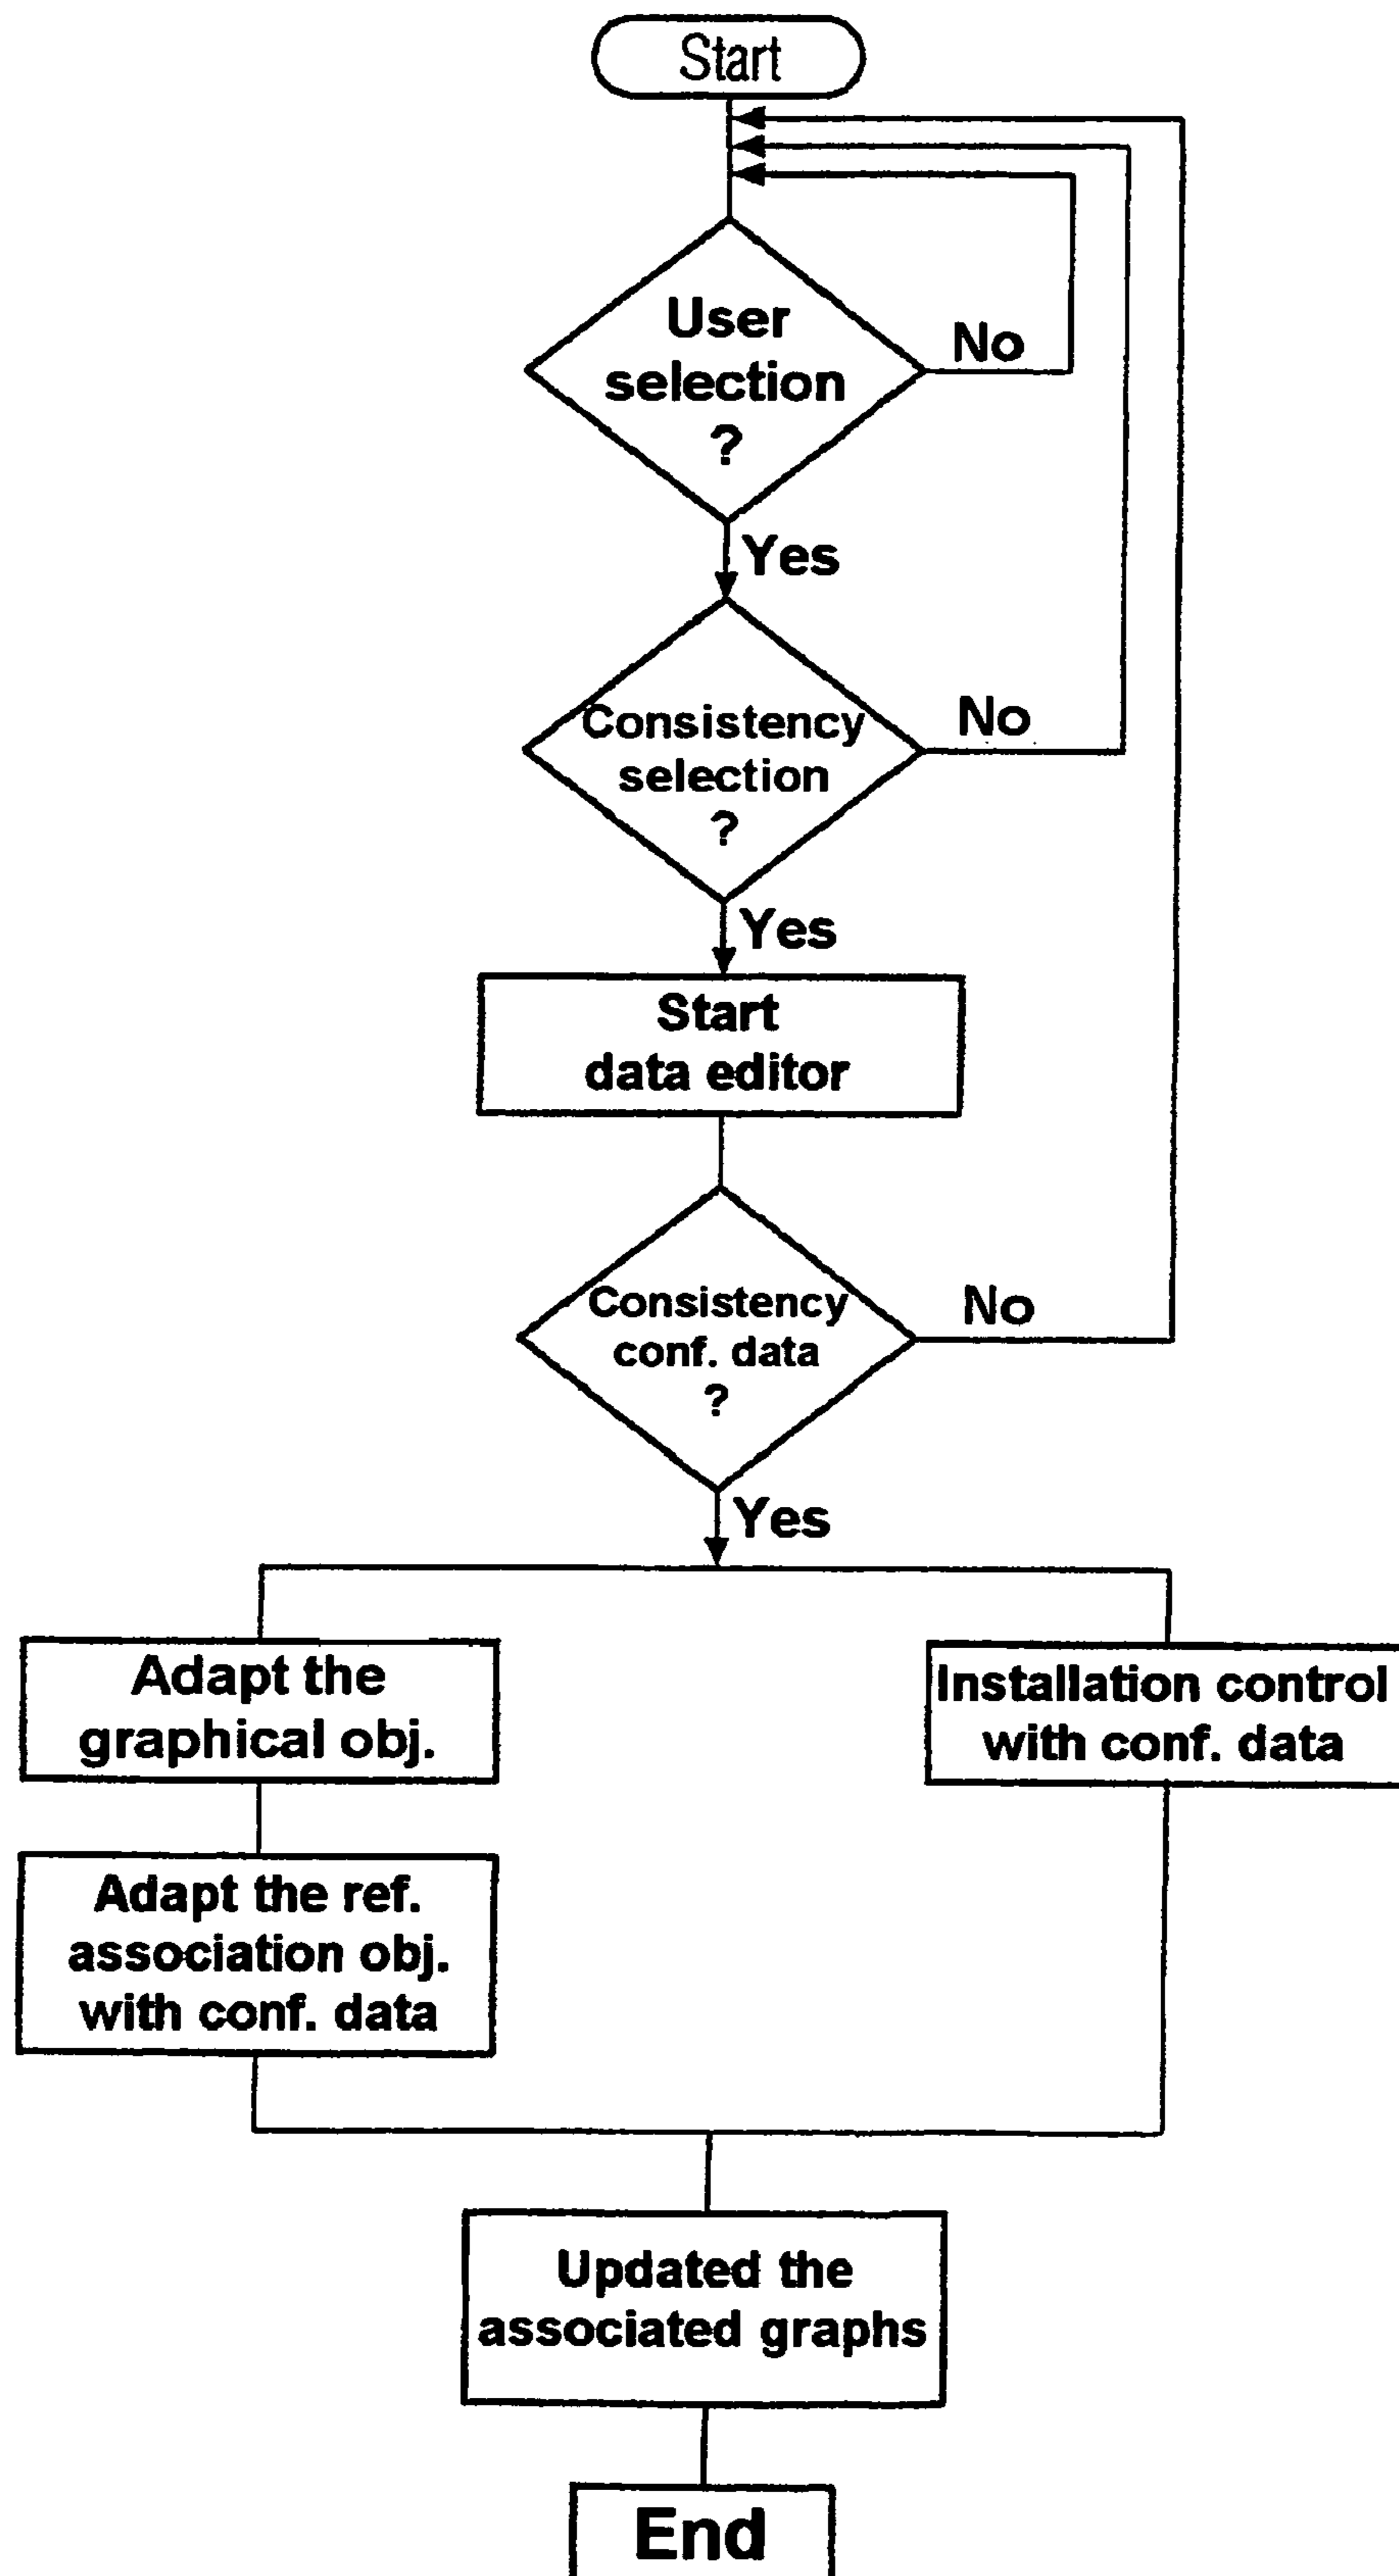 Start
User
selection
?
No
Yes
Consistency
selection
?
No
Yes
Start
data editor
Consistency
conf. data
?
No
Yes
Adapt the
graphical obj.
Installation control
with conf. data
Adapt the ref.
association obj.
with conf. data
Updated the
associated graphs
End